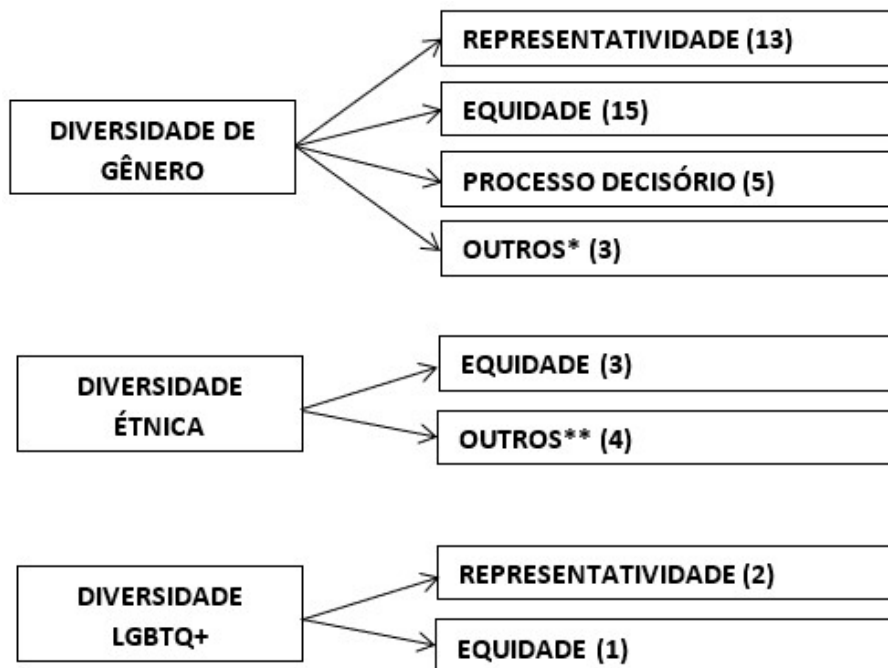 DIVERSIDADE DE
GÊNERO
REPRESENTATIVIDADE (13)
EQUIDADE (15)
PROCESSO DECISÓRIO (5)
OUTROS* (3)
DIVERSIDADE
ÉTNICA
EQUIDADE (3)
OUTROS** (4)
DIVERSIDADE
LGBTQ+
REPRESENTATIVIDADE (2)
EQUIDADE (1)